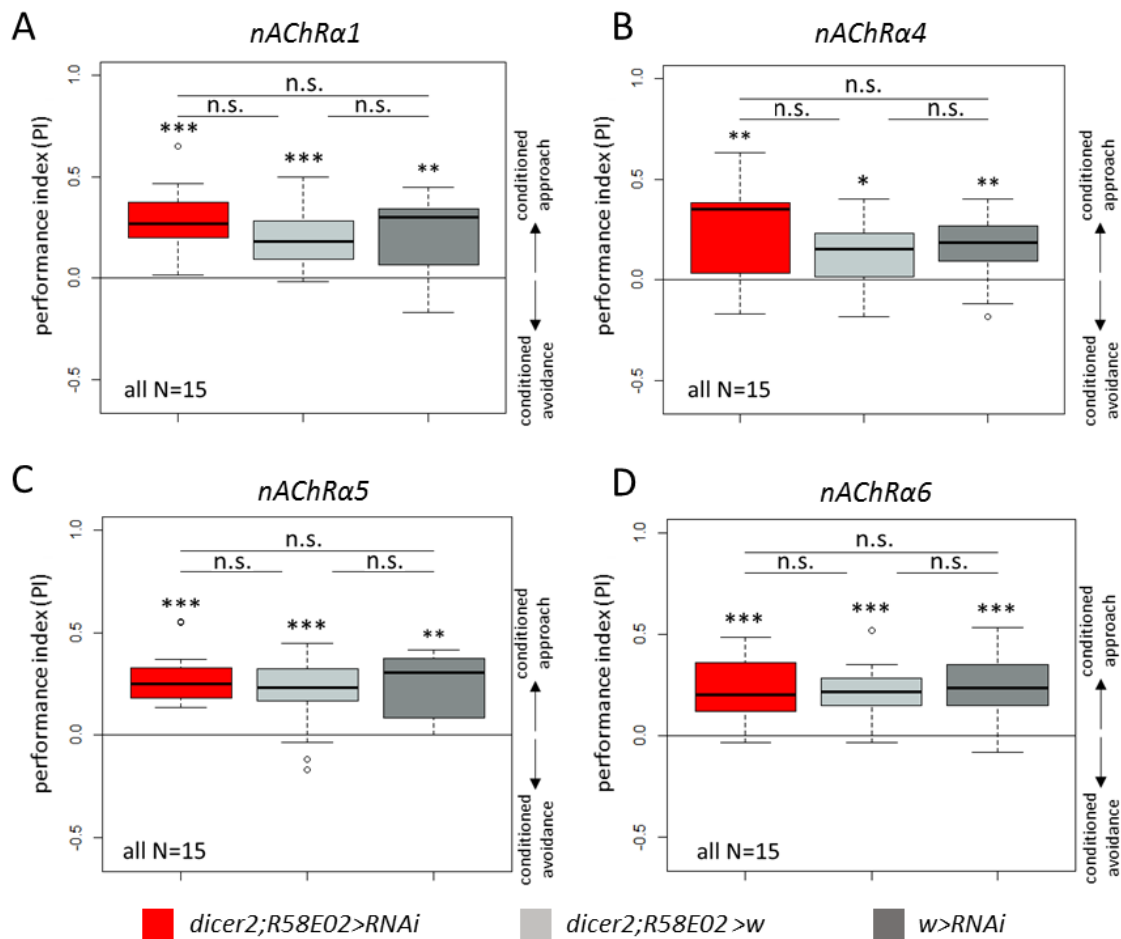 A
nAChRα1
performance index (PI)
1.0
0.5
0.0
-0.5
n.s.
n.s.
n.s.
***
***
**
all N=15
conditioned approach
conditioned avoidance
B
nAChRα4
performance index (PI)
1.0
0.5
0.0
-0.5
n.s.
n.s.
n.s.
**
*
**
all N=15
conditioned approach
conditioned avoidance
C
nAChRα5
performance index (PI)
1.0
0.5
0.0
-0.5
n.s.
n.s.
n.s.
***
***
**
all N=15
conditioned approach
conditioned avoidance
D
nAChRα6
performance index (PI)
1.0
0.5
0.0
-0.5
n.s.
n.s.
n.s.
***
***
***
all N=15
conditioned approach
conditioned avoidance
dicer2;R58E02>RNAi
dicer2;R58E02 >w
w>RNAi